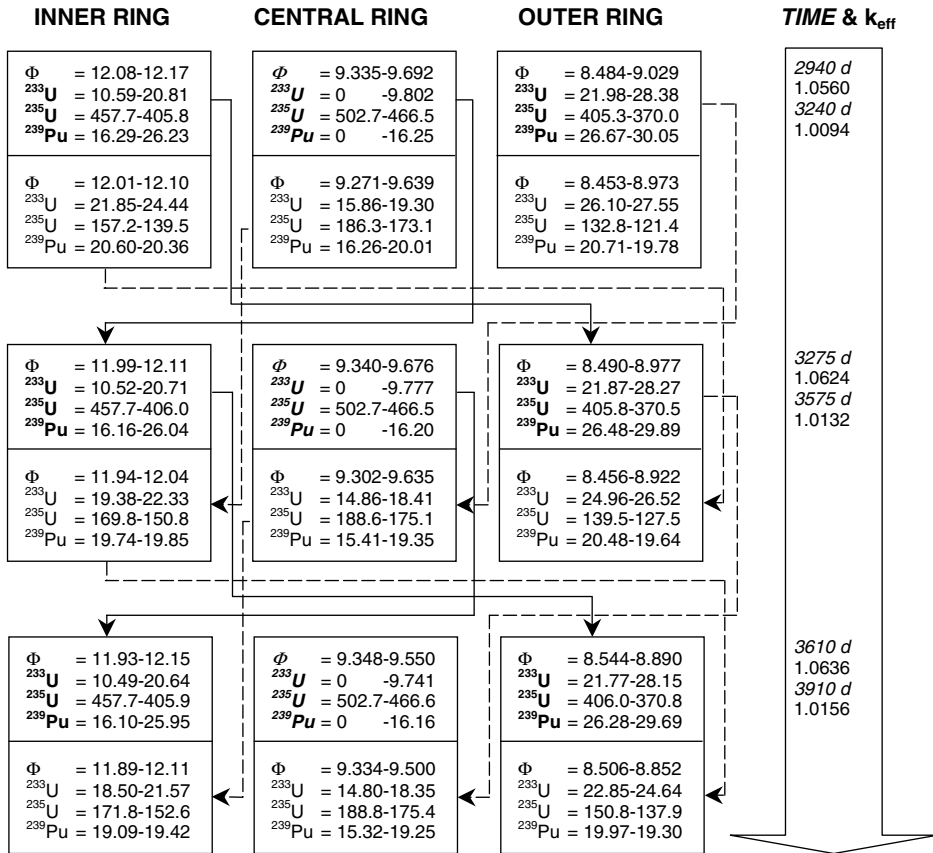 INNER RING CENTRAL RING OUTER RING TIME & keff
Φ = 12.08-12.17
233U = 10.59-20.81
235U = 457.7-405.8
239Pu = 16.29-26.23
Φ = 12.01-12.10
233U = 21.85-24.44
235U = 157.2-139.5
239Pu = 20.60-20.36
Φ = 9.335-9.692
233U = 0 -9.802
235U = 502.7-466.5
239Pu = 0 -16.25
Φ = 9.271-9.639
233U = 15.86-19.30
235U = 186.3-173.1
239Pu = 16.26-20.01
Φ = 8.484-9.029
233U = 21.98-28.38
235U = 405.3-370.0
239Pu = 26.67-30.05
Φ = 8.453-8.973
233U = 26.10-27.55
235U = 132.8-121.4
239Pu = 20.71-19.78
2940 d
1.0560
3240 d
1.0094
Φ = 11.99-12.11
233U = 10.52-20.71
235U = 457.7-406.0
239Pu = 16.16-26.04
Φ = 11.94-12.04
233U = 19.38-22.33
235U = 169.8-150.8
239Pu = 19.74-19.85
Φ = 9.340-9.676
233U = 0 -9.777
235U = 502.7-466.5
239Pu = 0 -16.20
Φ = 9.302-9.635
233U = 14.86-18.41
235U = 188.6-175.1
239Pu = 15.41-19.35
Φ = 8.490-8.977
233U = 21.87-28.27
235U = 405.8-370.5
239Pu = 26.48-29.89
Φ = 8.456-8.922
233U = 24.96-26.52
235U = 139.5-127.5
239Pu = 20.48-19.64
3275 d
1.0624
3575 d
1.0132
Φ = 11.93-12.15
233U = 10.49-20.64
235U = 457.7-405.9
239Pu = 16.10-25.95
Φ = 11.89-12.11
233U = 18.50-21.57
235U = 171.8-152.6
239Pu = 19.09-19.42
Φ = 9.348-9.550
233U = 0 -9.741
235U = 502.7-466.6
239Pu = 0 -16.16
Φ = 9.334-9.500
233U = 14.80-18.35
235U = 188.8-175.4
239Pu = 15.32-19.25
Φ = 8.544-8.890
233U = 21.77-28.15
235U = 406.0-370.8
239Pu = 26.28-29.69
Φ = 8.506-8.852
233U = 22.85-24.64
235U = 150.8-137.9
239Pu = 19.97-19.30
3610 d
1.0636
3910 d
1.0156